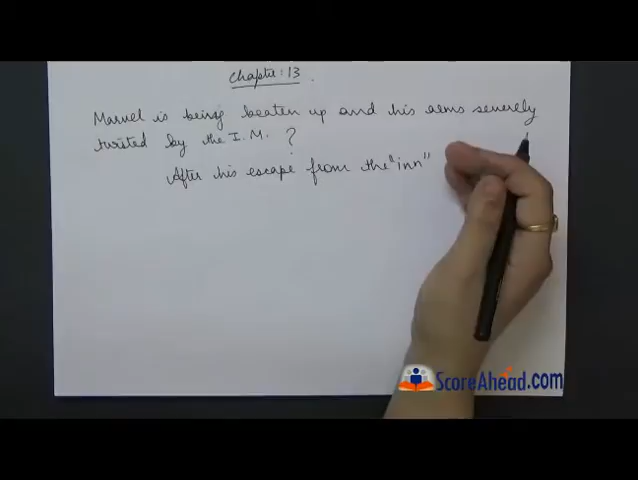 Chapter: 13
Marvel is being beaten up and his arms severely
twisted by the I.M. ?
After his escape from the "inn"
ScoreAhead.com